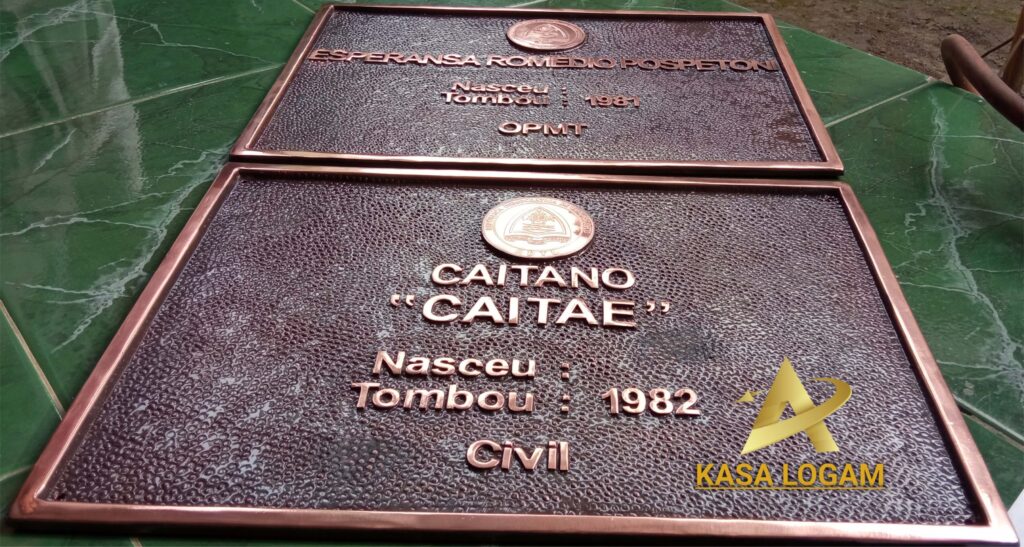 ESPERANSA ROMEDIO POSPETONI
Nasceu :
Tombou : 1981
OPMT
CAITANO
"CAITAE"
Nasceu :
Tombou : 1982
Civil
KASA LOGAM